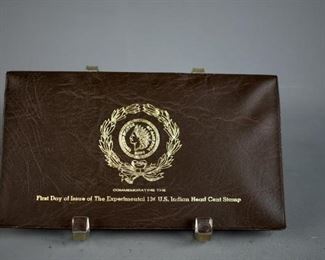 COMMEMORATING THE
First Day of Issue of The Experimental 13¢ U.S. Indian Head Cent Stamp